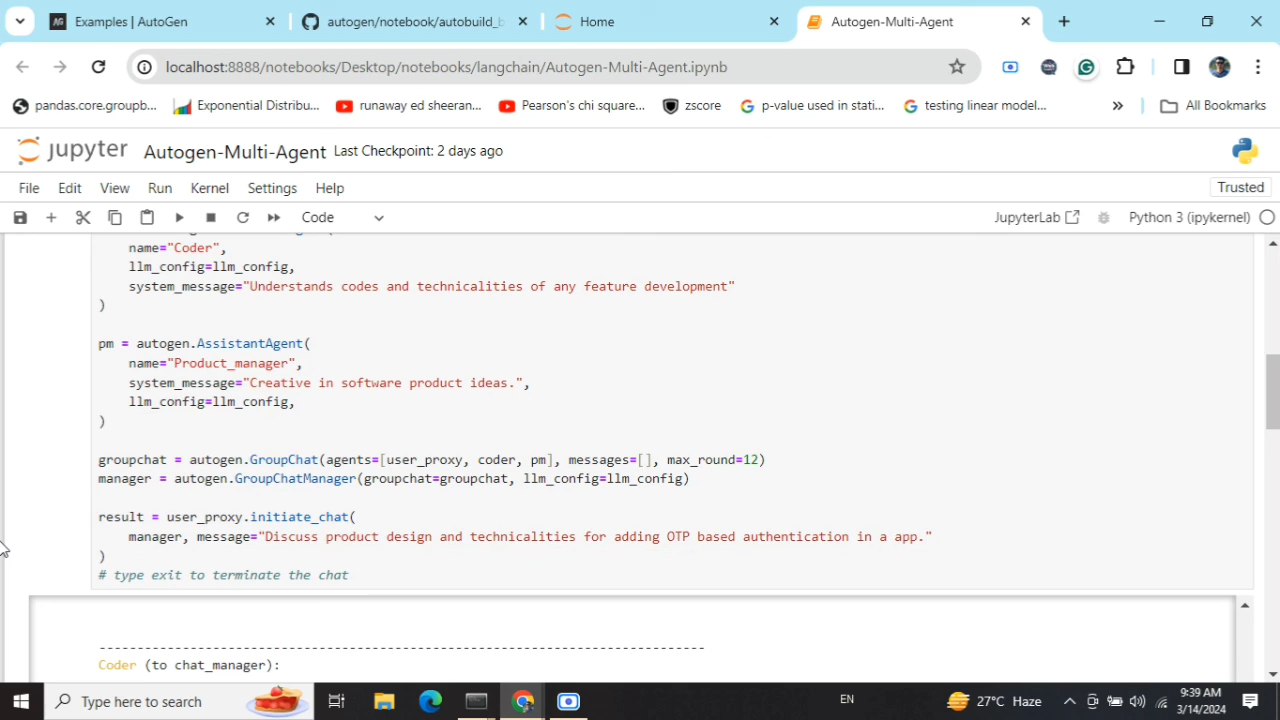 Examples | AutoGen
autogen/notebook/autobuild_b
Home
Autogen-Multi-Agent
localhost:8888/notebooks/Desktop/notebooks/langchain/Autogen-Multi-Agent.ipynb
pandas.core.groupb...
Exponential Distribu...
runaway ed sheeran...
Pearson's chi square...
zscore
p-value used in stati...
testing linear model...
All Bookmarks
jupyter
Autogen-Multi-Agent Last Checkpoint: 2 days ago
File Edit View Run Kernel Settings Help
Trusted
Code
JupyterLab
Python 3 (ipykernel)
name="Coder",
llm_config=llm_config,
system_message="Understands codes and technicalities of any feature development"
)
pm = autogen.AssistantAgent(
name="Product_manager",
system_message="Creative in software product ideas.",
llm_config=llm_config,
)
groupchat = autogen.GroupChat(agents=[user_proxy, coder, pm], messages=[], max_round=12)
manager = autogen.GroupChatManager(groupchat=groupchat, llm_config=llm_config)
result = user_proxy.initiate_chat(
manager, message="Discuss product design and technicalities for adding OTP based authentication in a app."
)
# type exit to terminate the chat
--------------------------------------------------------------------------------
Coder (to chat_manager):
Type here to search
EN
27°C Haze
9:39 AM
3/14/2024